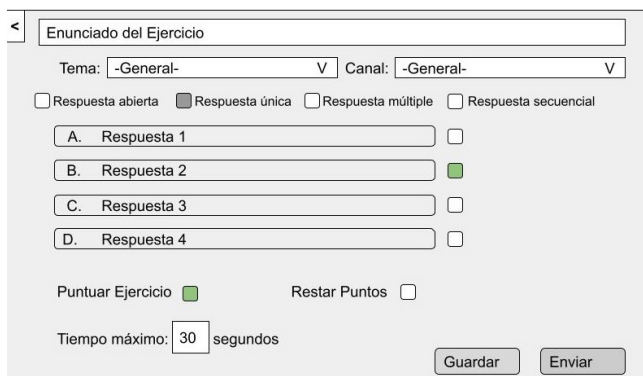 <
Enunciado del Ejercicio
Tema: -General- V Canal: -General- V
Respuesta abierta Respuesta única Respuesta múltiple Respuesta secuencial
A. Respuesta 1
B. Respuesta 2
C. Respuesta 3
D. Respuesta 4
Puntuar Ejercicio Restar Puntos
Tiempo máximo: 30 segundos
Guardar Enviar